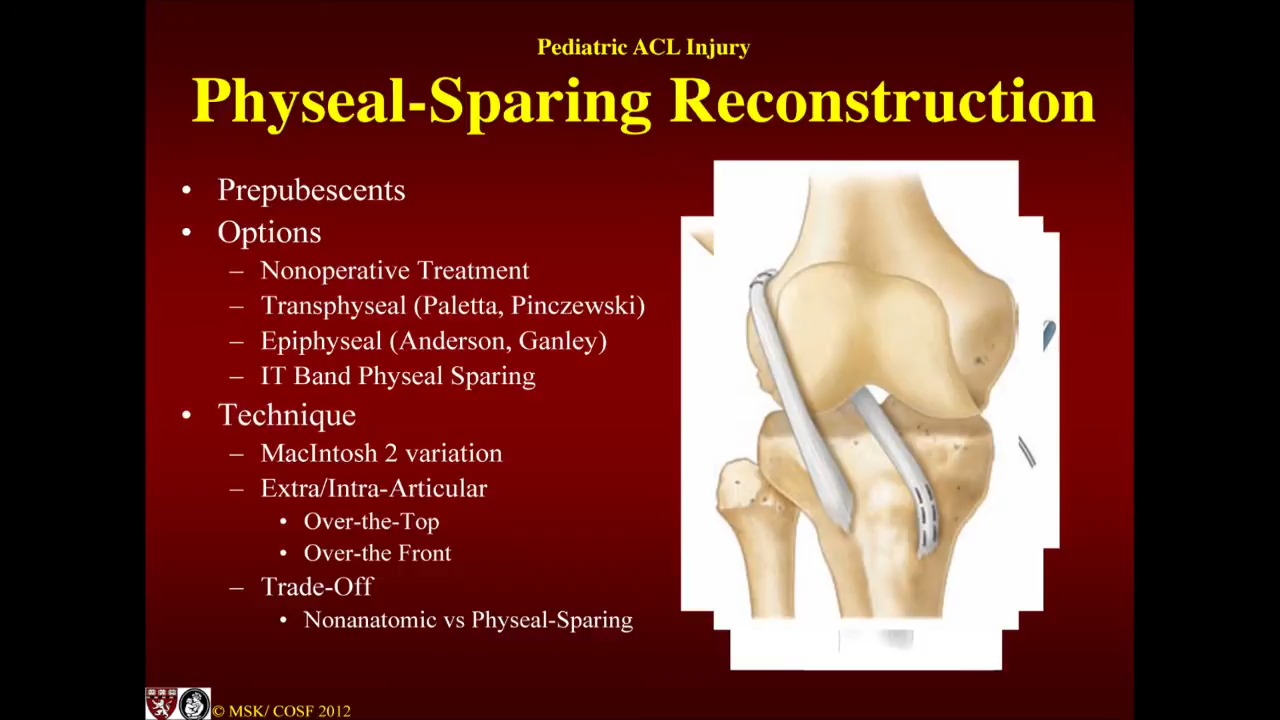 Pediatric ACL Injury
Physeal-Sparing Reconstruction
• Prepubescents
• Options
– Nonoperative Treatment
– Transphyseal (Paletta, Pinczewski)
– Epiphyseal (Anderson, Ganley)
– IT Band Physeal Sparing
• Technique
– MacIntosh 2 variation
– Extra/Intra-Articular
• Over-the-Top
• Over-the Front
– Trade-Off
• Nonanatomic vs Physeal-Sparing
© MSK/ COSF 2012